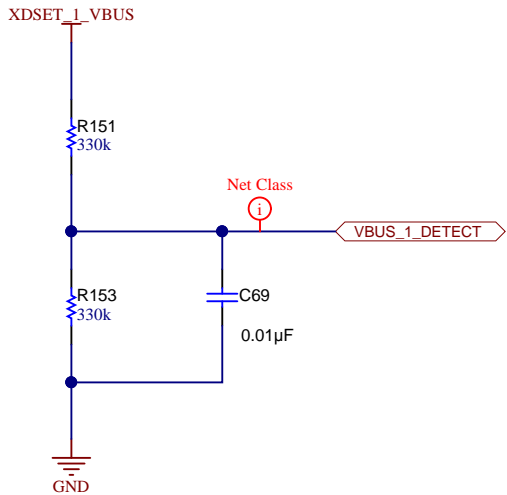 XDSET_1_VBUS
R151
330k
Net Class
i
VBUS_1_DETECT
R153
330k
C69
0.01µF
GND